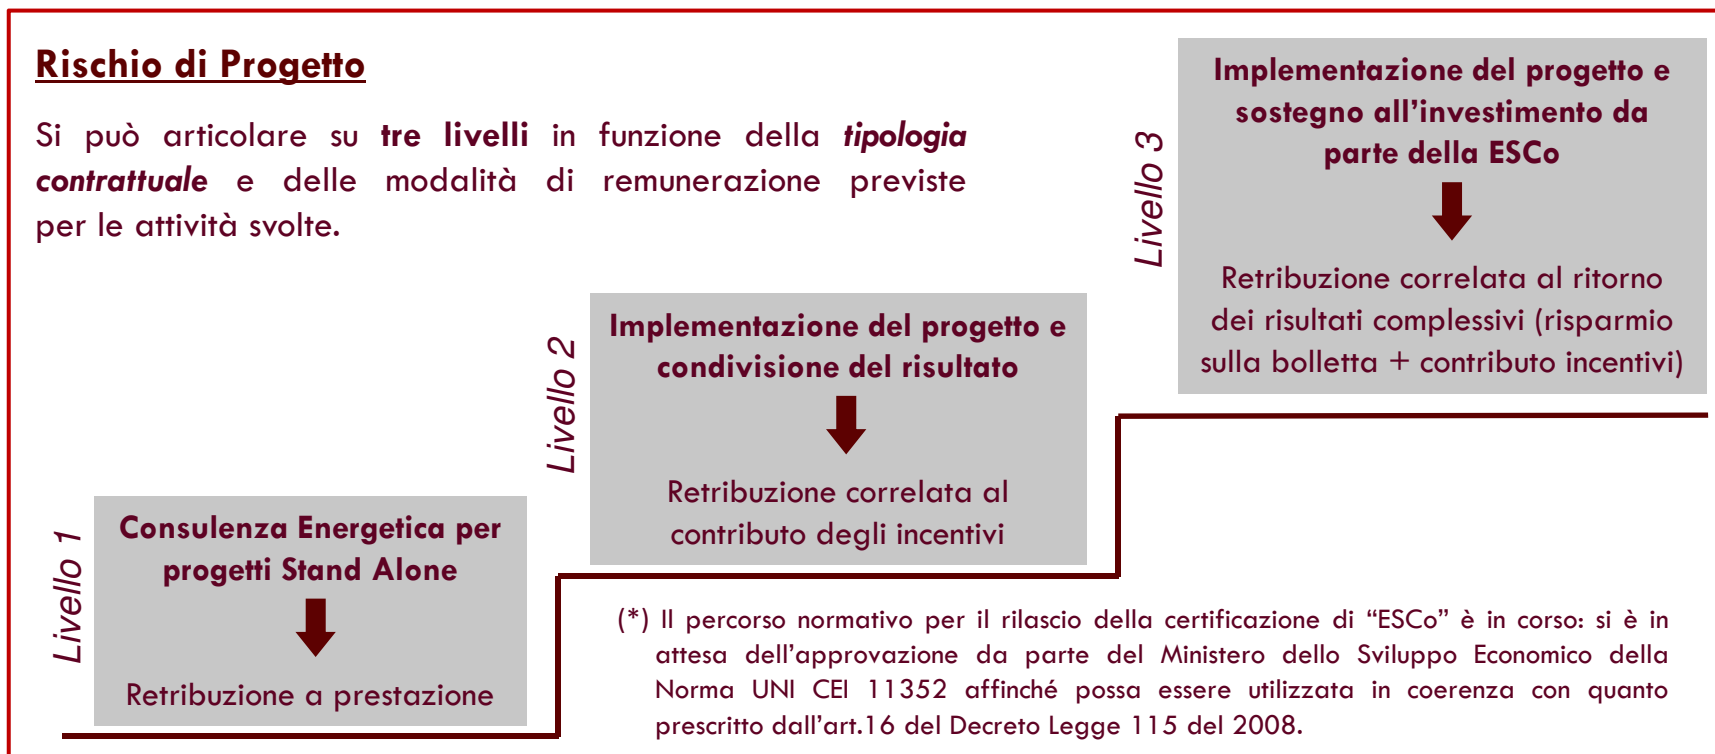 Rischio di Progetto
Si può articolare su tre livelli in funzione della tipologia
contrattuale e delle modalità di remunerazione previste
per le attività svolte.
Livello 1
Consulenza Energetica per
progetti Stand Alone
Retribuzione a prestazione
Livello 2
Implementazione del progetto e
condivisione del risultato
Retribuzione correlata al
contributo degli incentivi
Livello 3
Implementazione del progetto e
sostegno all’investimento da
parte della ESCo
Retribuzione correlata al ritorno
dei risultati complessivi (risparmio
sulla bolletta + contributo incentivi)
(*) Il percorso normativo per il rilascio della certificazione di “ESCo” è in corso: si è in
attesa dell’approvazione da parte del Ministero dello Sviluppo Economico della
Norma UNI CEI 11352 affinché possa essere utilizzata in coerenza con quanto
prescritto dall’art.16 del Decreto Legge 115 del 2008.